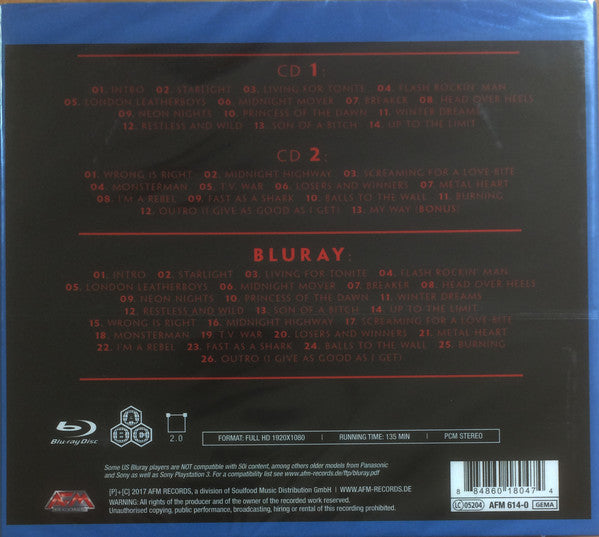 CD 1:
01. INTRO 02. STARLIGHT 03. LIVING FOR TONITE 04. FLASH ROCKIN' MAN
05. LONDON LEATHERBOYS 06. MIDNIGHT MOVER 07. BREAKER 08. HEAD OVER HEELS
09. NEON NIGHTS 10. PRINCESS OF THE DAWN 11. WINTER DREAM
12. RESTLESS AND WILD 13. SON OF A BITCH 14. UP TO THE LIMIT
CD 2:
01. WRONG IS RIGHT 02. MIDNIGHT HIGHWAY 03. SCREAMING FOR A LOVE-BITE
04. MONSTERMAN 05. T.V. WAR 06. LOSERS AND WINNERS 07. METAL HEART
08. I'M A REBEL 09. FAST AS A SHARK 10. BALLS TO THE WALL 11. BURNING
12. OUTRO (I GIVE AS GOOD AS I GET) 13. MY WAY (BONUS)
BLURAY:
01. INTRO 02. STARLIGHT 03. LIVING FOR TONITE 04. FLASH ROCKIN' MAN
05. LONDON LEATHERBOYS 06. MIDNIGHT MOVER 07. BREAKER 08. HEAD OVER HEELS
09. NEON NIGHTS 10. PRINCESS OF THE DAWN 11. WINTER DREAMS
12. RESTLESS AND WILD 13. SON OF A BITCH 14. UP TO THE LIMIT
15. WRONG IS RIGHT 16. MIDNIGHT HIGHWAY 17. SCREAMING FOR A LOVE-BITE
18. MONSTERMAN 19. T.V. WAR 20. LOSERS AND WINNERS 21. METAL HEART
22. I'M A REBEL 23. FAST AS A SHARK 24. BALLS TO THE WALL 25. BURNING
26. OUTRO (I GIVE AS GOOD AS I GET)
Blu-ray Disc
A B C
2.0
FORMAT: FULL HD 1920X1080 | RUNNING TIME: 135 MIN | PCM STEREO
Some US Bluray players are NOT compatible with 50i content, among others older models from Panasonic
and Sony as well as Sony Playstation 3. For a compatibility list see www.afm-records.de/ftp/bluray.pdf
AFM
RECORDS
[P]+[C] 2017 AFM RECORDS, a division of Soulfood Music Distribution GmbH | WWW.AFM-RECORDS.DE
WARNING: All rights of the producer and of the owner of the recorded work reserved.
Unauthorised copying, public performance, broadcasting, hiring or rental of this recording prohibited.
8 84860 18047 4
LC 05204 AFM 614-0 GEMA